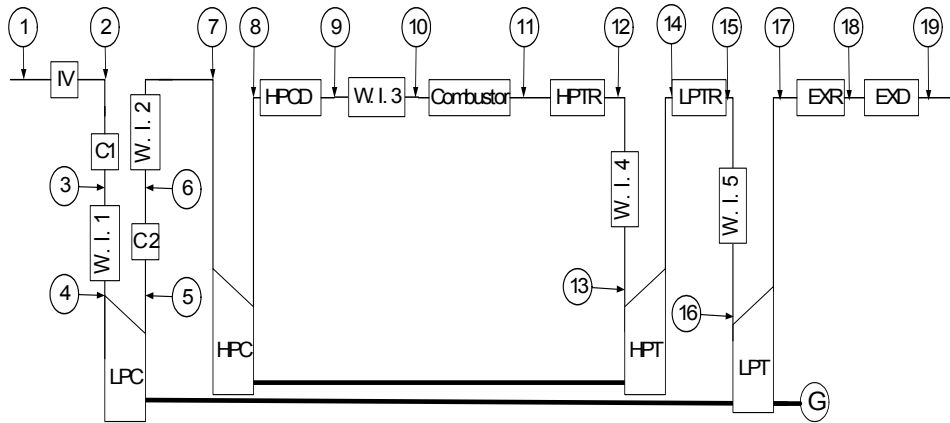 1
2
7
8
9
10
11
12
14
15
17
18
19
IV
HPCD
W. I. 3
Combustor
HPTR
LPTR
EXR
EXD
W. I. 2
C1
3
6
W. I. 4
W. I. 1
C2
W. I. 5
4
5
13
16
HPC
HPT
LPC
LPT
G